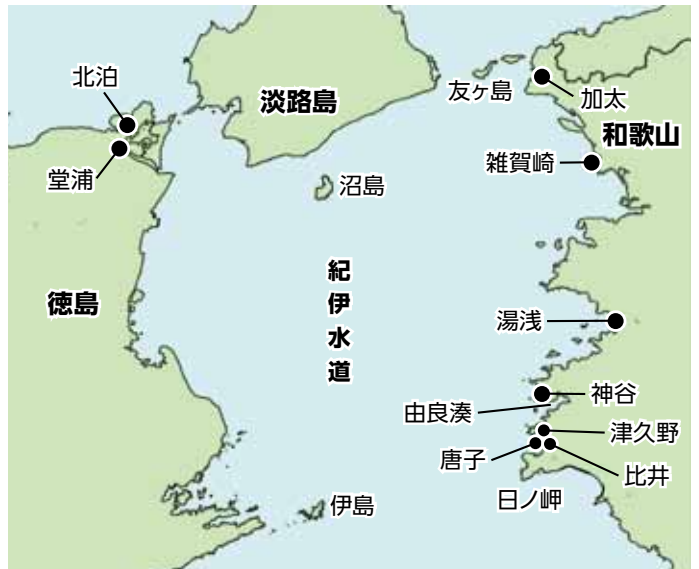 北泊
堂浦
淡路島
友ヶ島
加太
和歌山
雑賀崎
沼島
紀伊水道
徳島
湯浅
神谷
由良湊
津久野
唐子
比井
日ノ岬
伊島